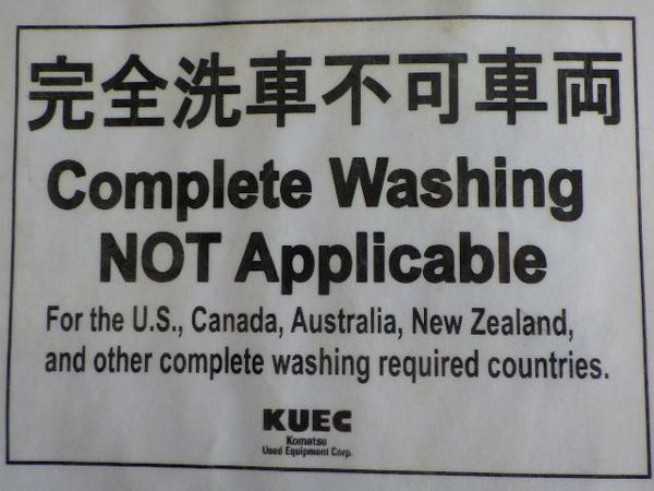 完全洗車不可車両
Complete Washing
NOT Applicable
For the U.S., Canada, Australia, New Zealand,
and other complete washing required countries.
KUEC
Komatsu
Used Equipment Corp.